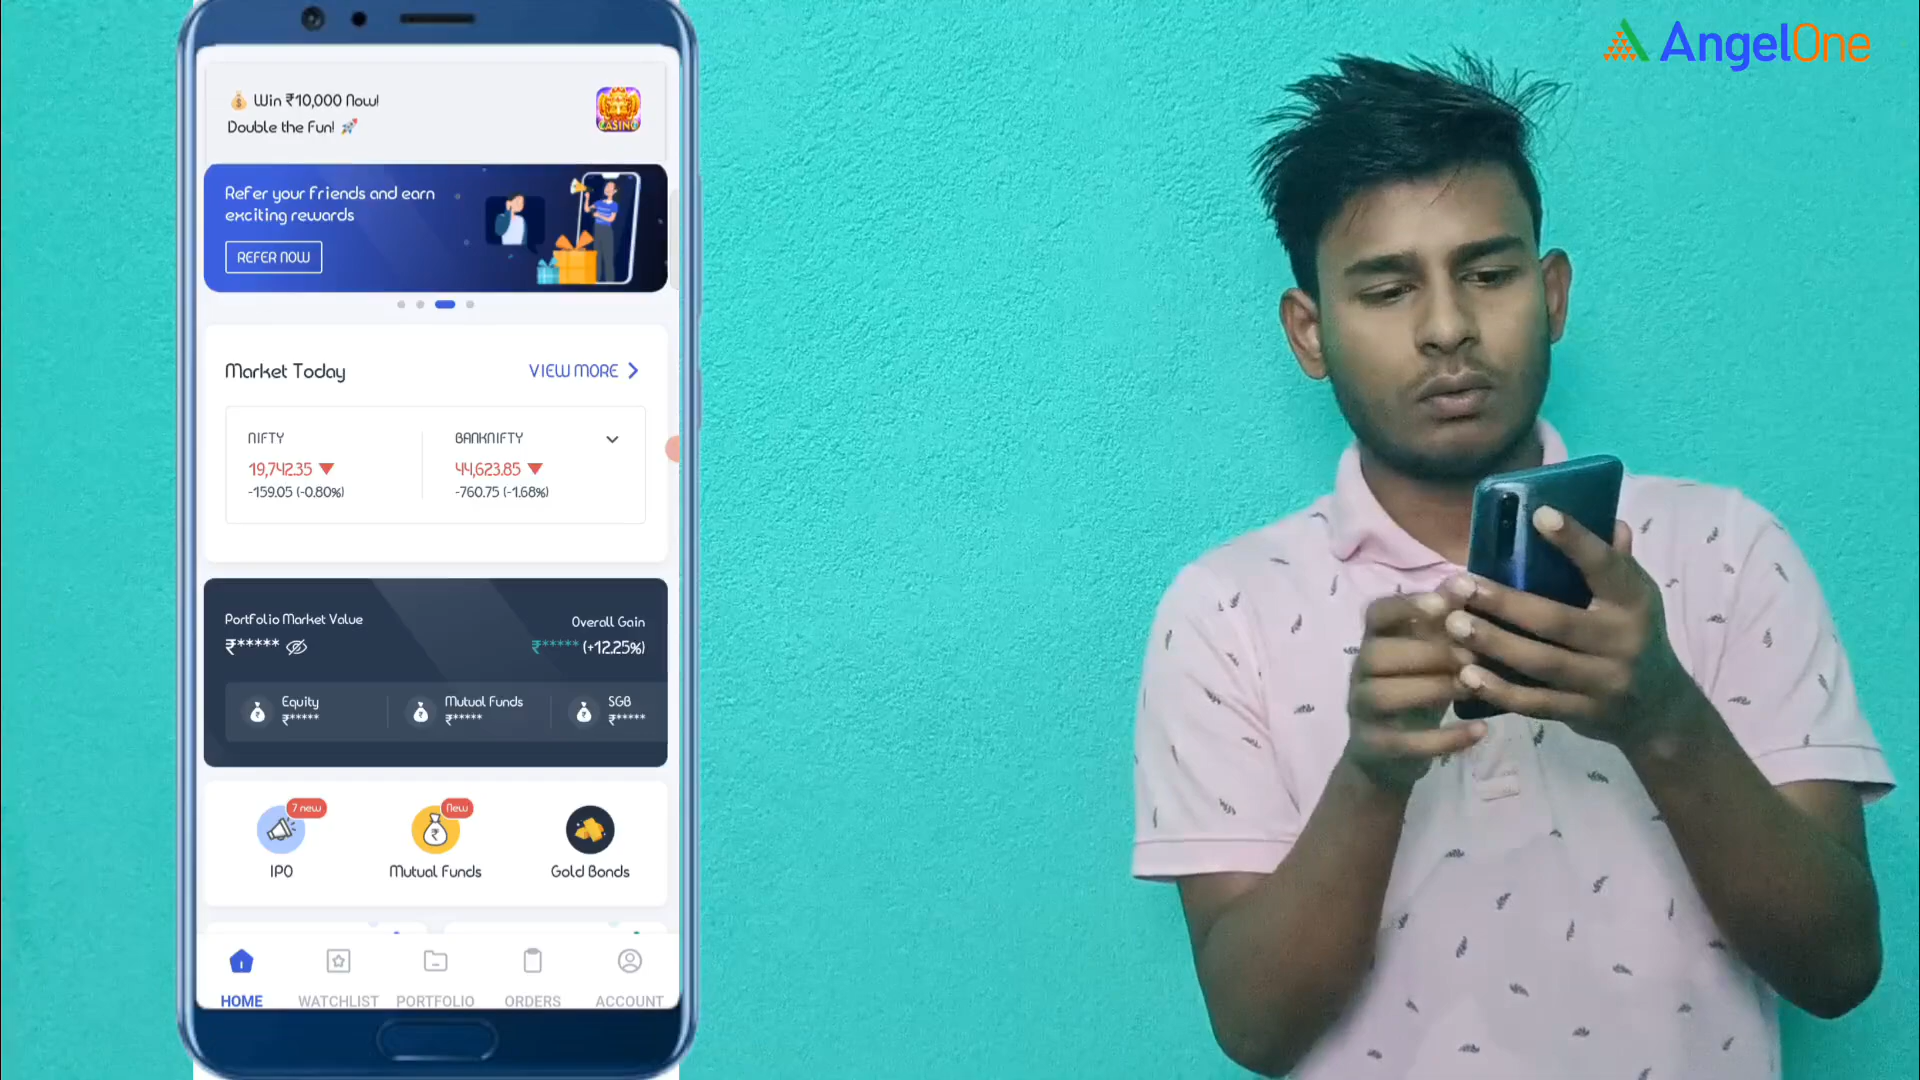 AngelOne
💰 Win ₹10,000 Now!
Double the Fun! 🚀
CASINO
Refer your friends and earn
exciting rewards
REFER NOW
Market Today
VIEW MORE
NIFTY
19,742.35 ▼
-159.05 (-0.80%)
BANKNIFTY
44,623.85 ▼
-760.75 (-1.68%)
Portfolio Market Value
₹*****
Overall Gain
₹***** (+12.25%)
Equity
₹*****
Mutual Funds
₹*****
SGB
₹*****
7 new
IPO
New
Mutual Funds
Gold Bonds
HOME
WATCHLIST
PORTFOLIO
ORDERS
ACCOUNT